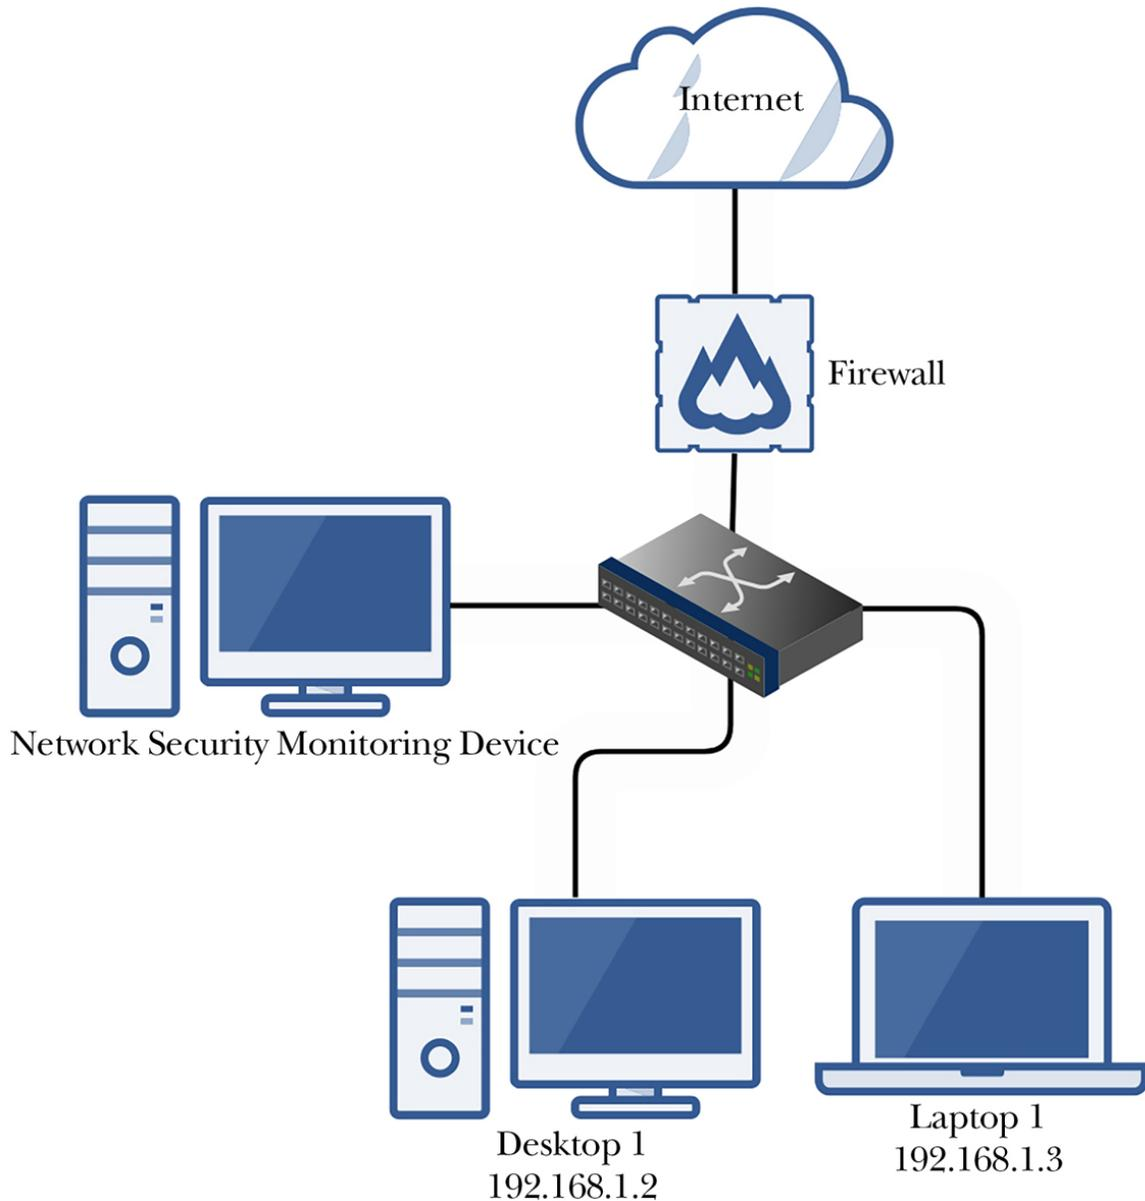 Internet
Firewall
Network Security Monitoring Device
Desktop 1
192.168.1.2
Laptop 1
192.168.1.3